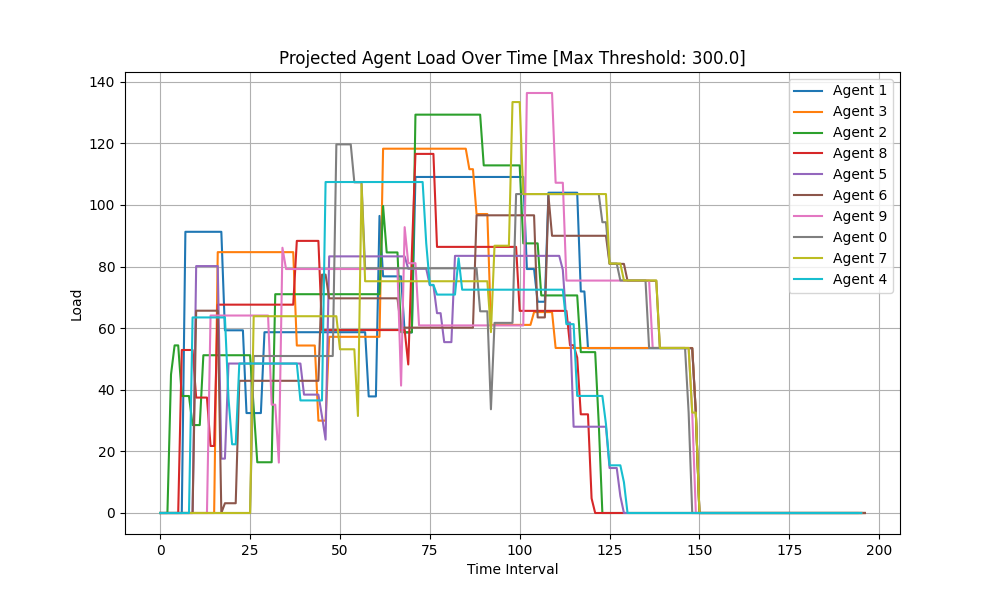 Projected Agent Load Over Time [Max Threshold: 300.0]
Load
140
120
100
80
60
40
20
0
0 25 50 75 100 125 150 175 200
Time Interval
Agent 1
Agent 3
Agent 2
Agent 8
Agent 5
Agent 6
Agent 9
Agent 0
Agent 7
Agent 4